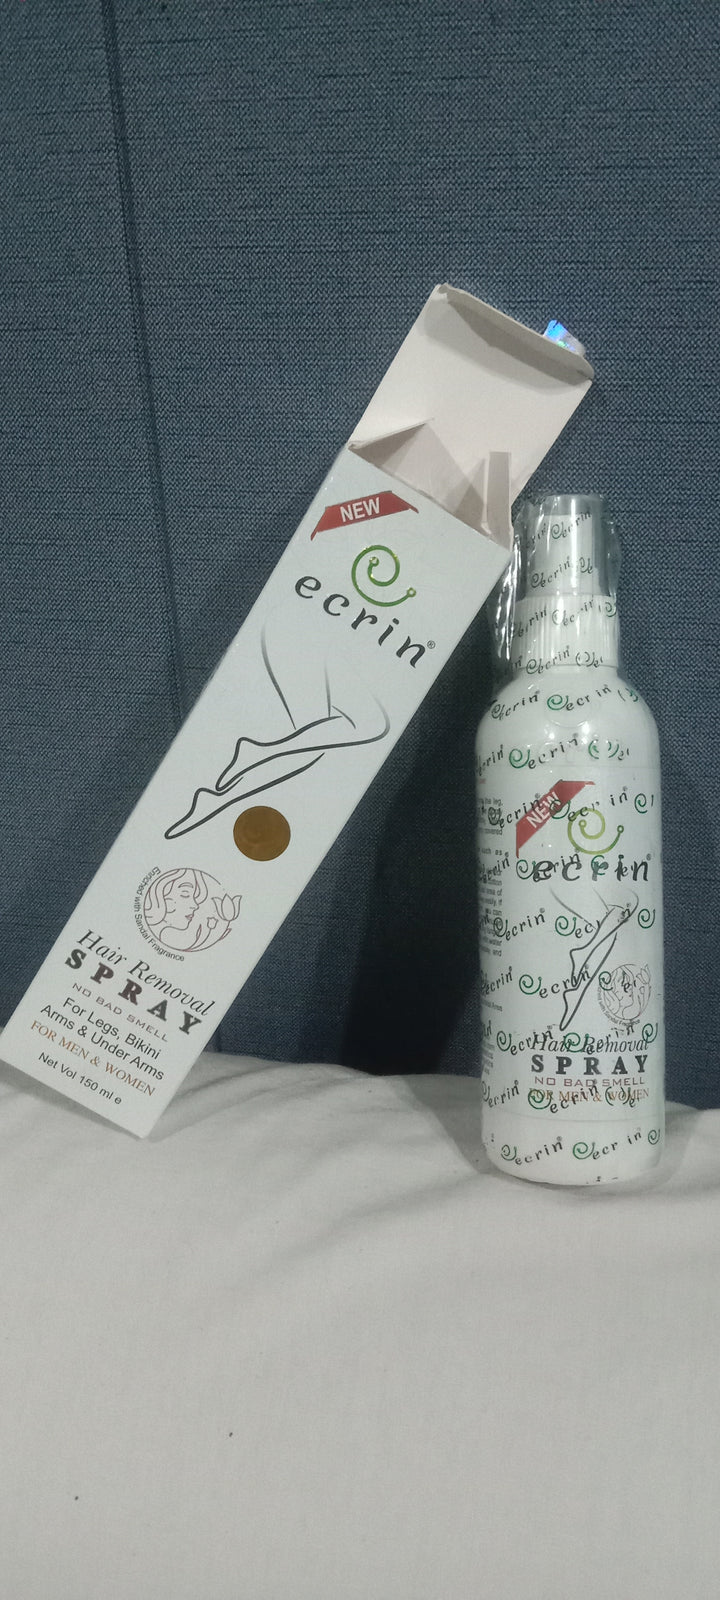 NEW
ecrin®
Enriched with Sandal Fragrance
Hair Removal
SPRAY
NO BAD SMELL
For Legs, Bikini
Arms & Under Arms
FOR MEN & WOMEN
Net Vol 150 ml e
NEW
ecrin®
Hair Removal
SPRAY
NO BAD SMELL
FOR MEN & WOMEN